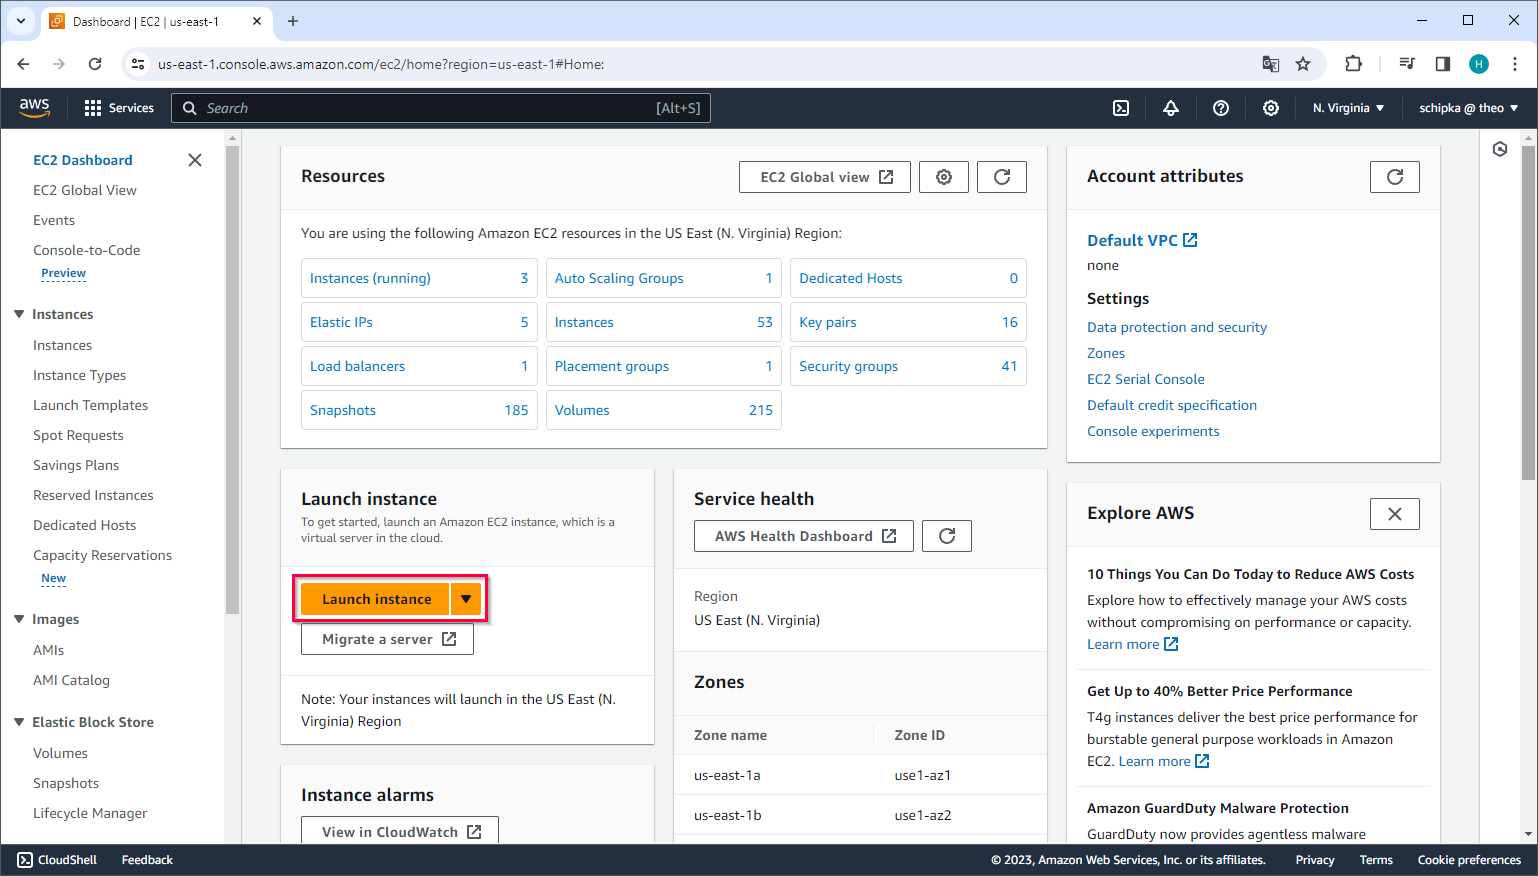 Dashboard | EC2 | us-east-1
us-east-1.console.aws.amazon.com/ec2/home?region=us-east-1#Home:
H
aws
Services
Search
[Alt+S]
N. Virginia
schipka @ theo
EC2 Dashboard
EC2 Global View
Events
Console-to-Code
Preview
Instances
Instances
Instance Types
Launch Templates
Spot Requests
Savings Plans
Reserved Instances
Dedicated Hosts
Capacity Reservations
New
Images
AMIs
AMI Catalog
Elastic Block Store
Volumes
Snapshots
Lifecycle Manager
Resources
EC2 Global view
You are using the following Amazon EC2 resources in the US East (N. Virginia) Region:
Instances (running) 3
Auto Scaling Groups 1
Dedicated Hosts 0
Elastic IPs 5
Instances 53
Key pairs 16
Load balancers 1
Placement groups 1
Security groups 41
Snapshots 185
Volumes 215
Launch instance
To get started, launch an Amazon EC2 instance, which is a
virtual server in the cloud.
Launch instance
Migrate a server
Note: Your instances will launch in the US East (N.
Virginia) Region
Instance alarms
View in CloudWatch
Service health
AWS Health Dashboard
Region
US East (N. Virginia)
Zones
Zone name Zone ID
us-east-1a use1-az1
us-east-1b use1-az2
Account attributes
Default VPC
none
Settings
Data protection and security
Zones
EC2 Serial Console
Default credit specification
Console experiments
Explore AWS
10 Things You Can Do Today to Reduce AWS Costs
Explore how to effectively manage your AWS costs
without compromising on performance or capacity.
Learn more
Get Up to 40% Better Price Performance
T4g instances deliver the best price performance for
burstable general purpose workloads in Amazon
EC2. Learn more
Amazon GuardDuty Malware Protection
GuardDuty now provides agentless malware
CloudShell
Feedback
© 2023, Amazon Web Services, Inc. or its affiliates.
Privacy
Terms
Cookie preferences